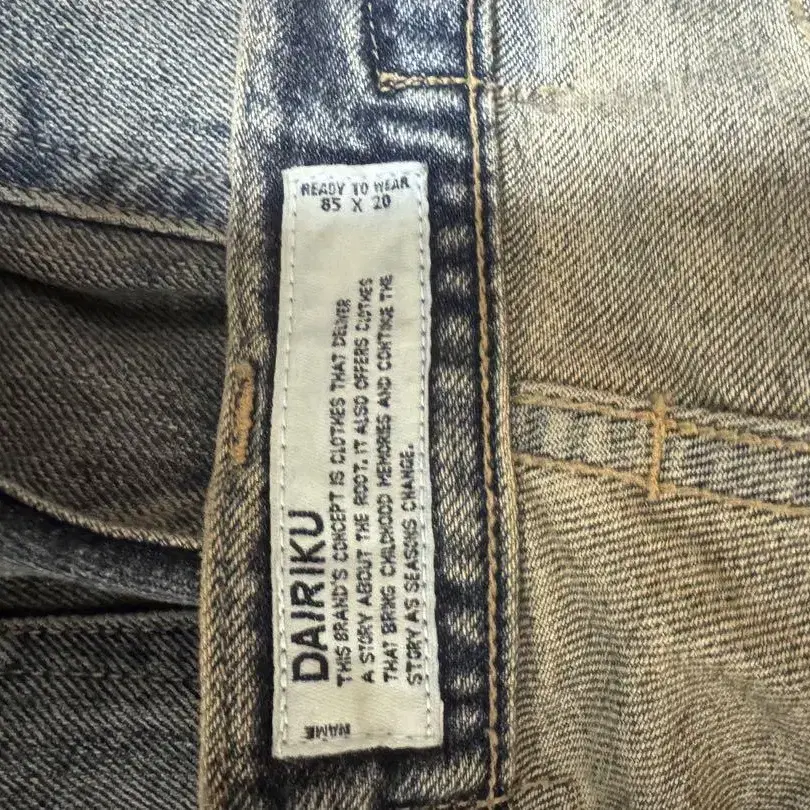 READY TO WEAR
85 X 20
DAIRIKU
THIS BRAND'S CONCEPT IS CLOTHES THAT DELIVER
A STORY ABOUT THE ROOT. IT ALSO OFFERS CLOTHES
THAT BRING CHILDHOOD MEMORIES AND CONTINUE THE
STORY AS SEASONS CHANGE.
NAME